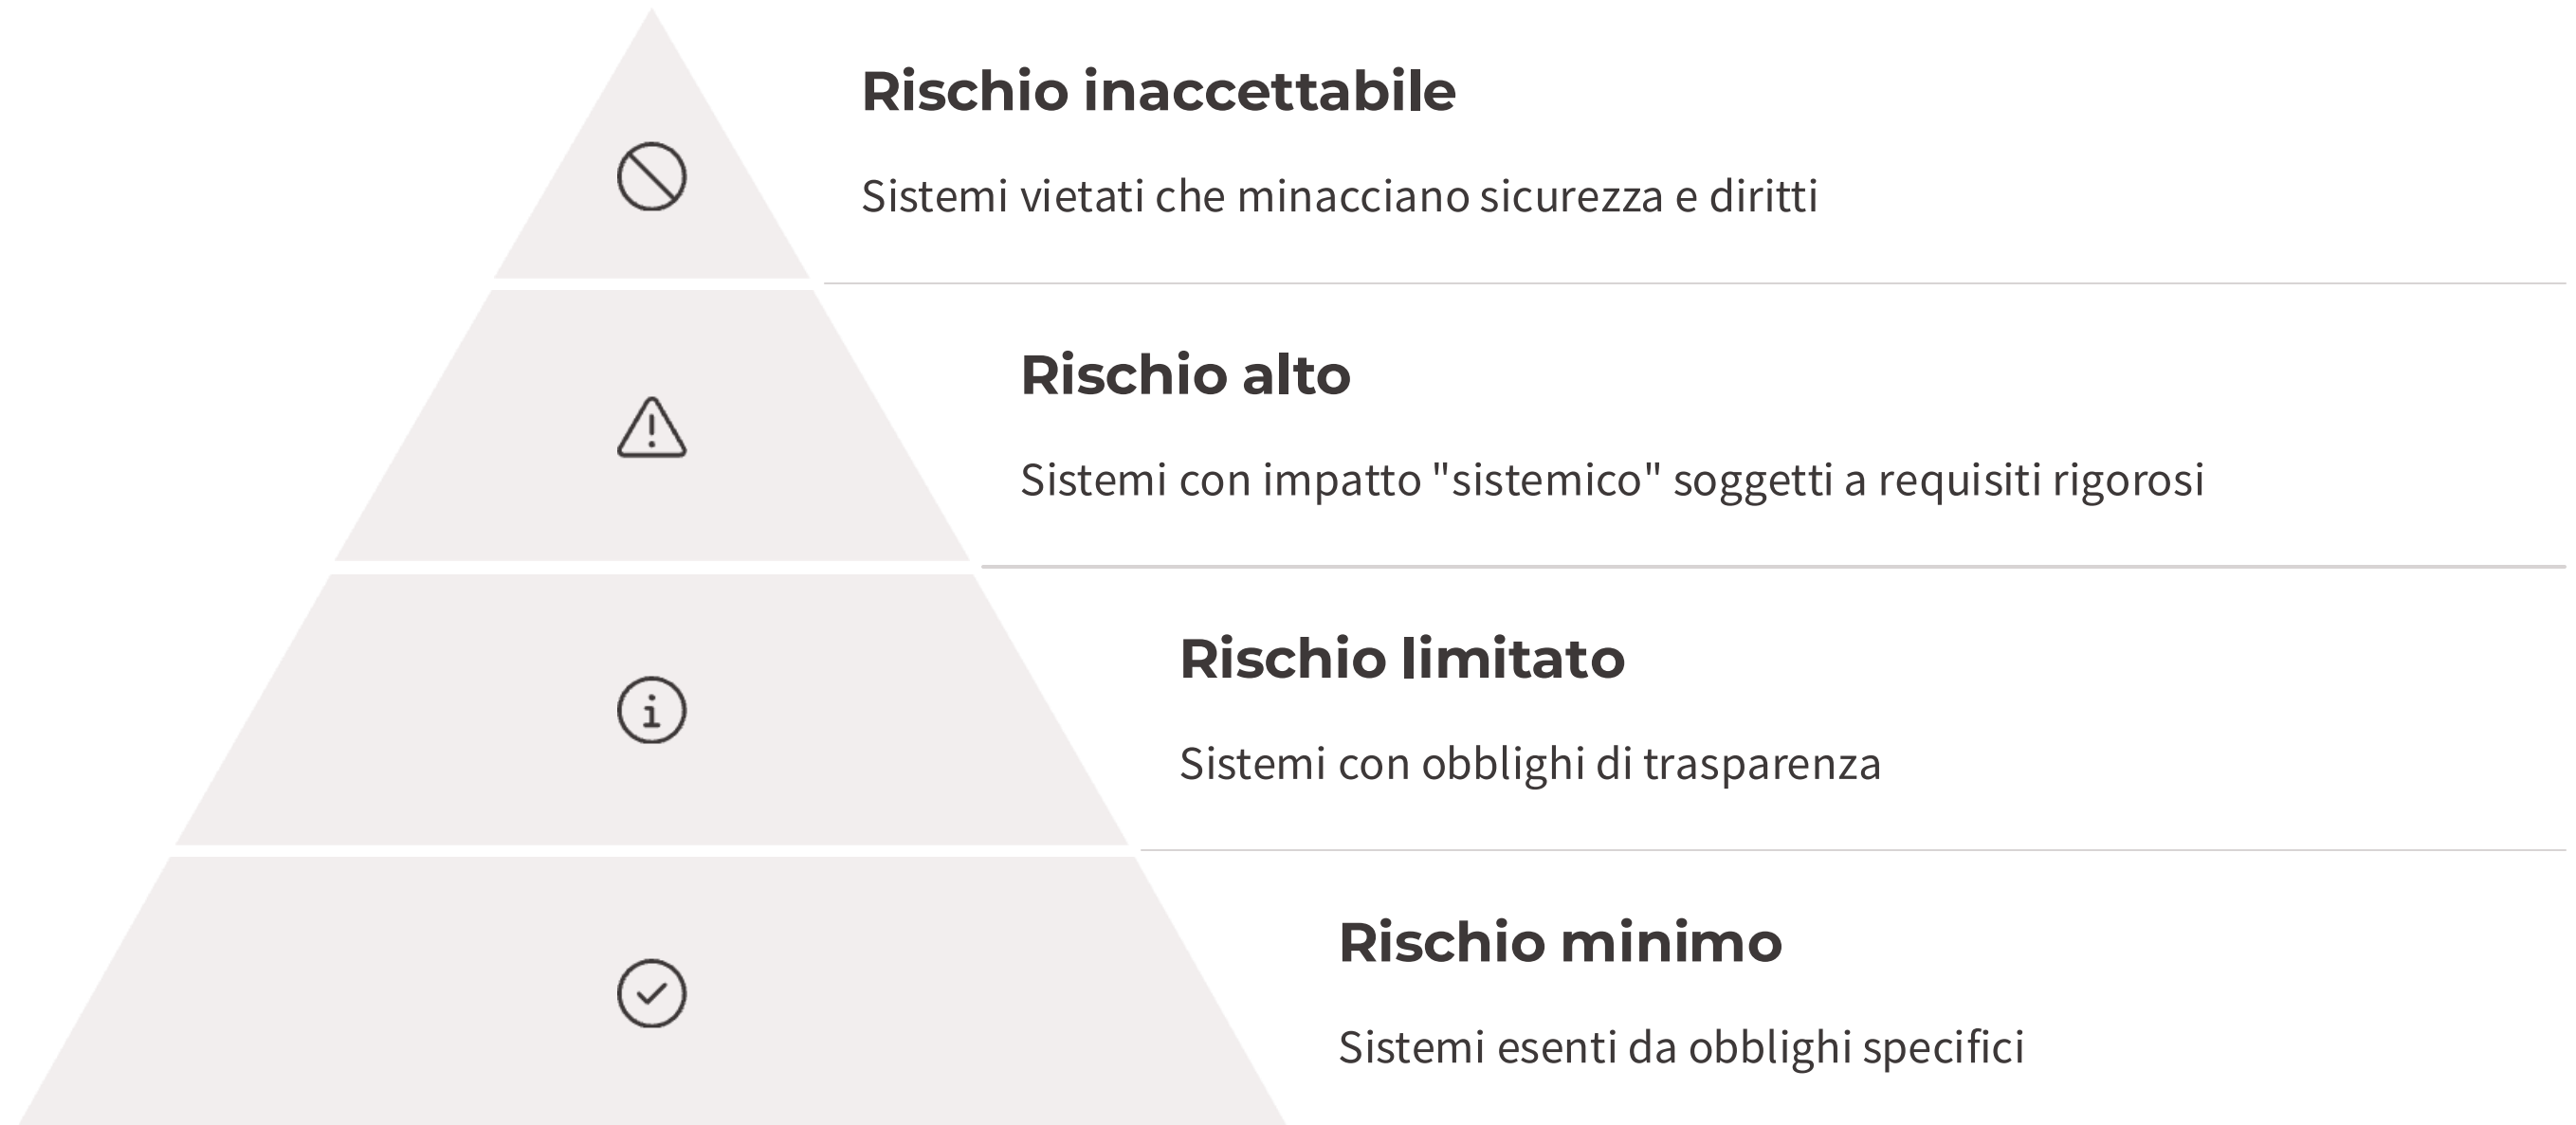 Rischio inaccettabile
Sistemi vietati che minacciano sicurezza e diritti
Rischio alto
Sistemi con impatto "sistemico" soggetti a requisiti rigorosi
Rischio limitato
Sistemi con obblighi di trasparenza
Rischio minimo
Sistemi esenti da obblighi specifici